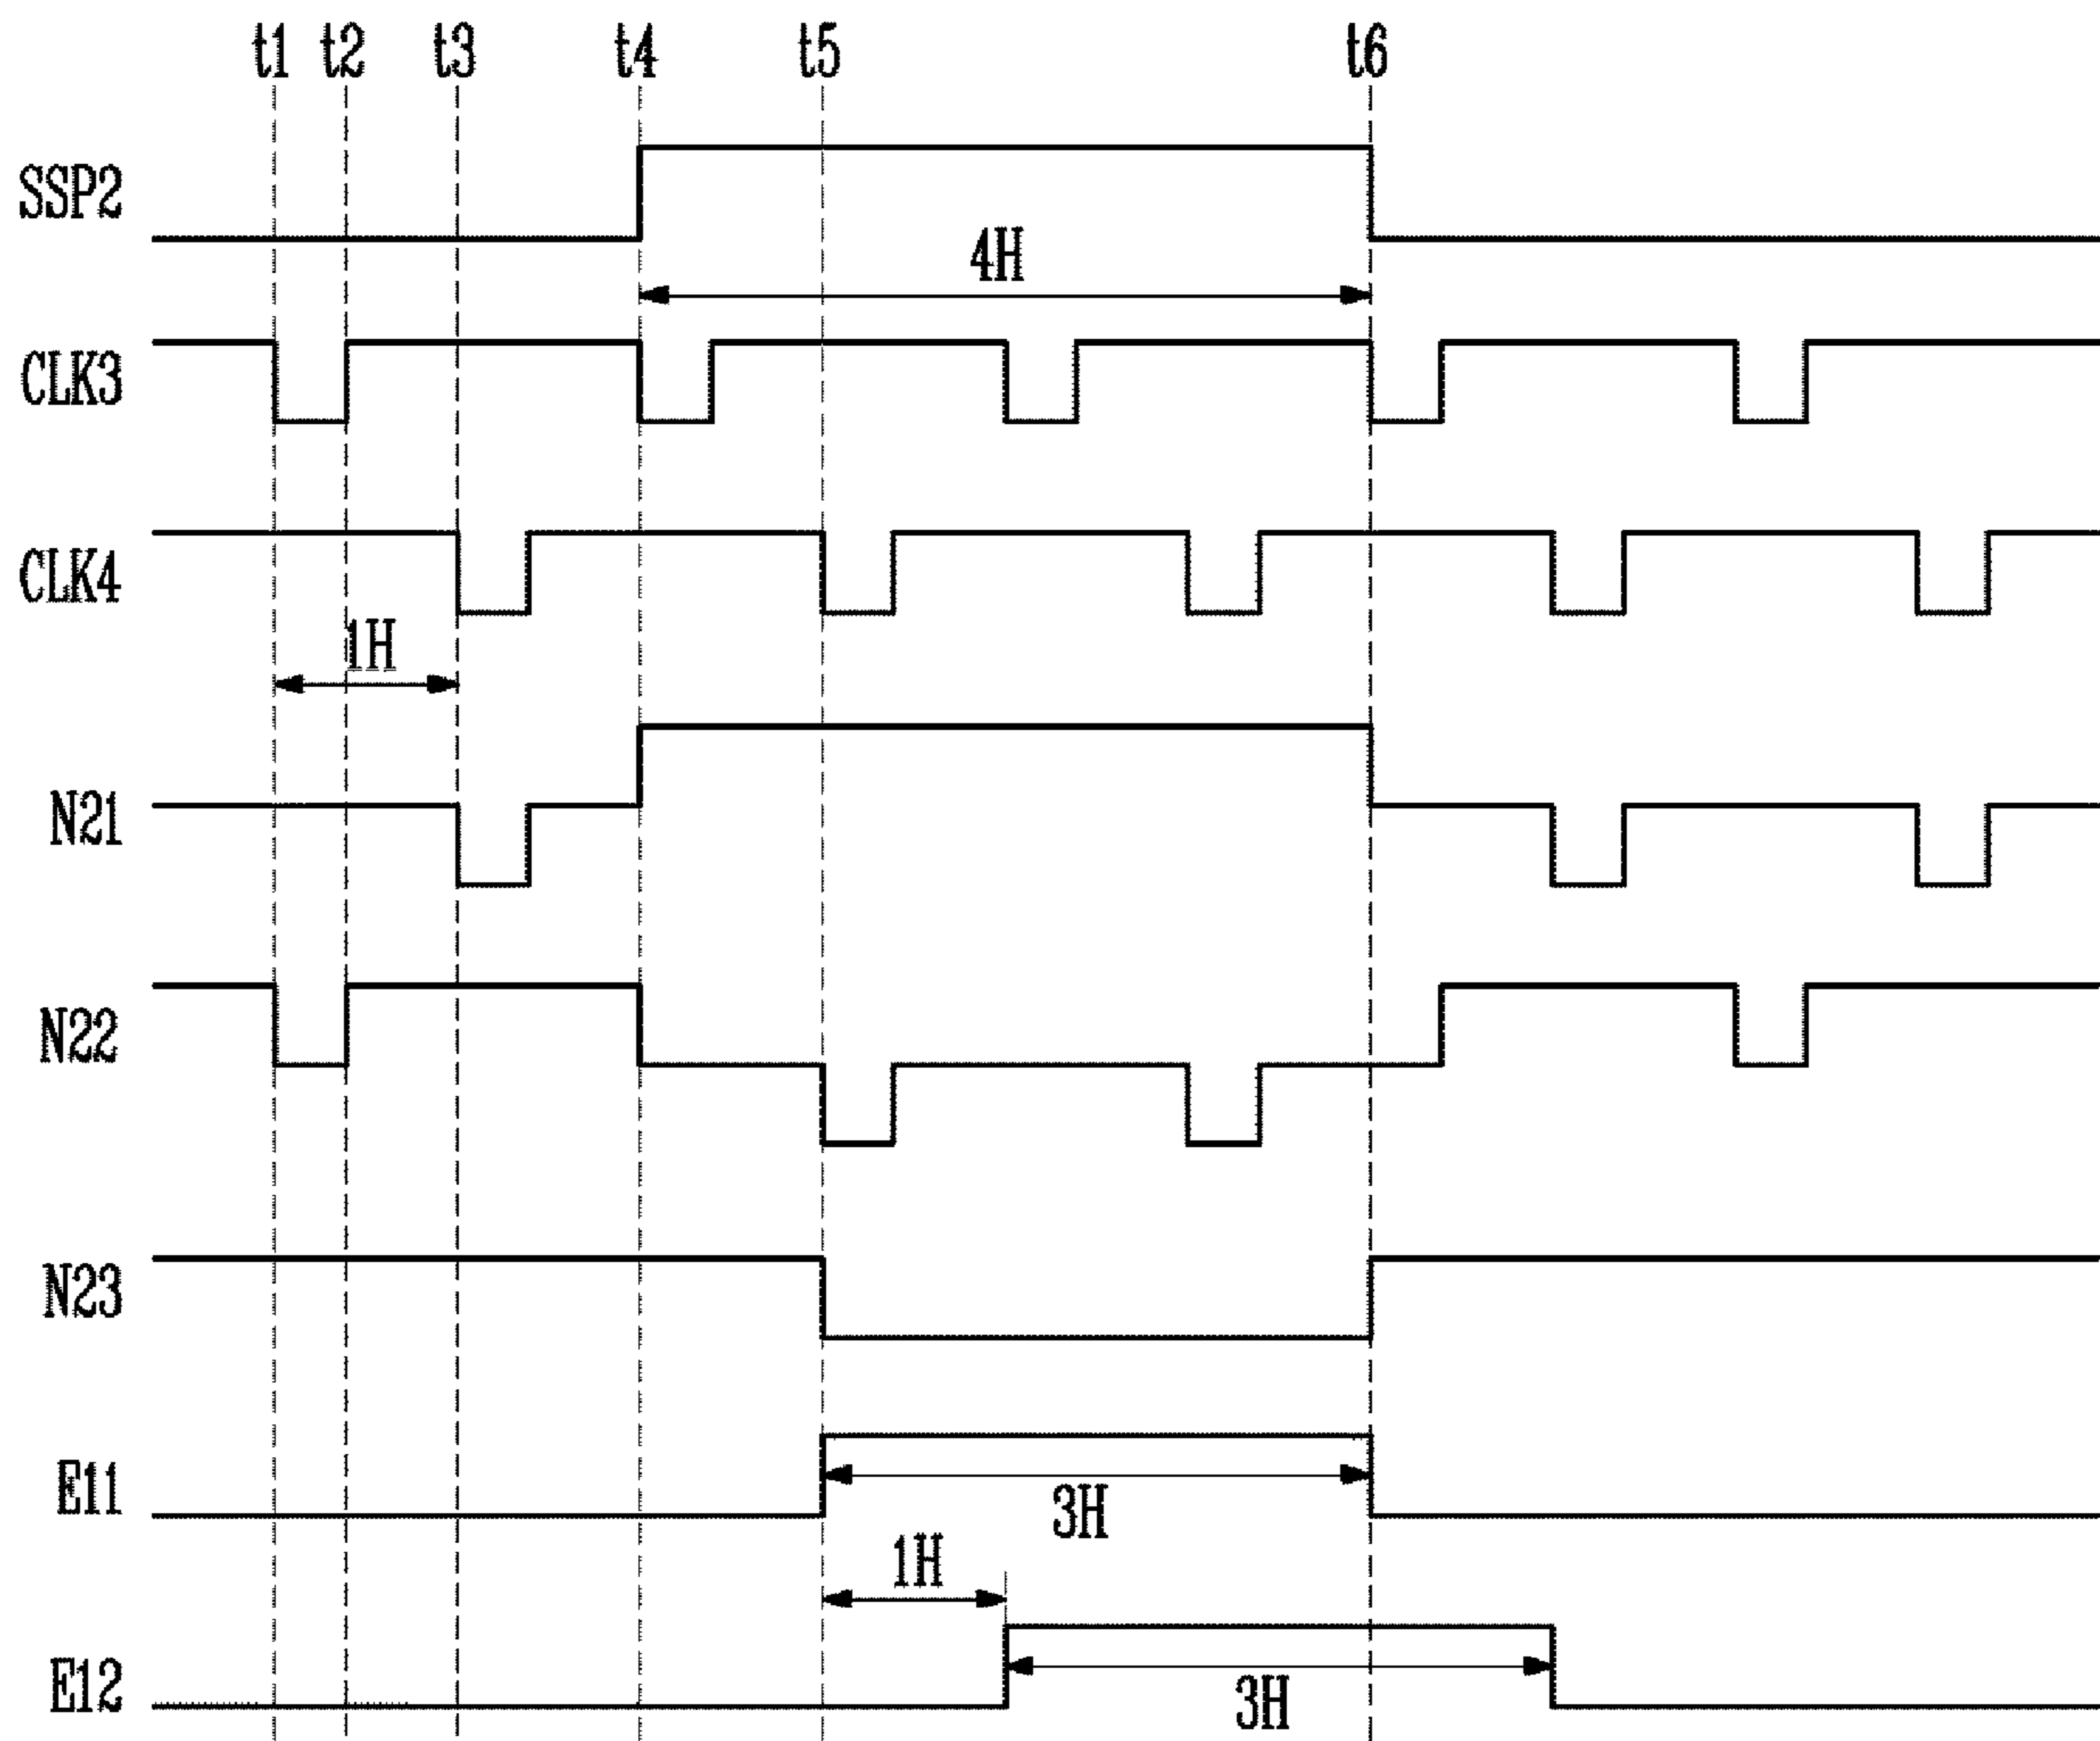 t1 t2 t3 t4 t5 t6
SSP2
4H
CLK3
CLK4
1H
N21
N22
N23
E11
3H
1H
E12
3H